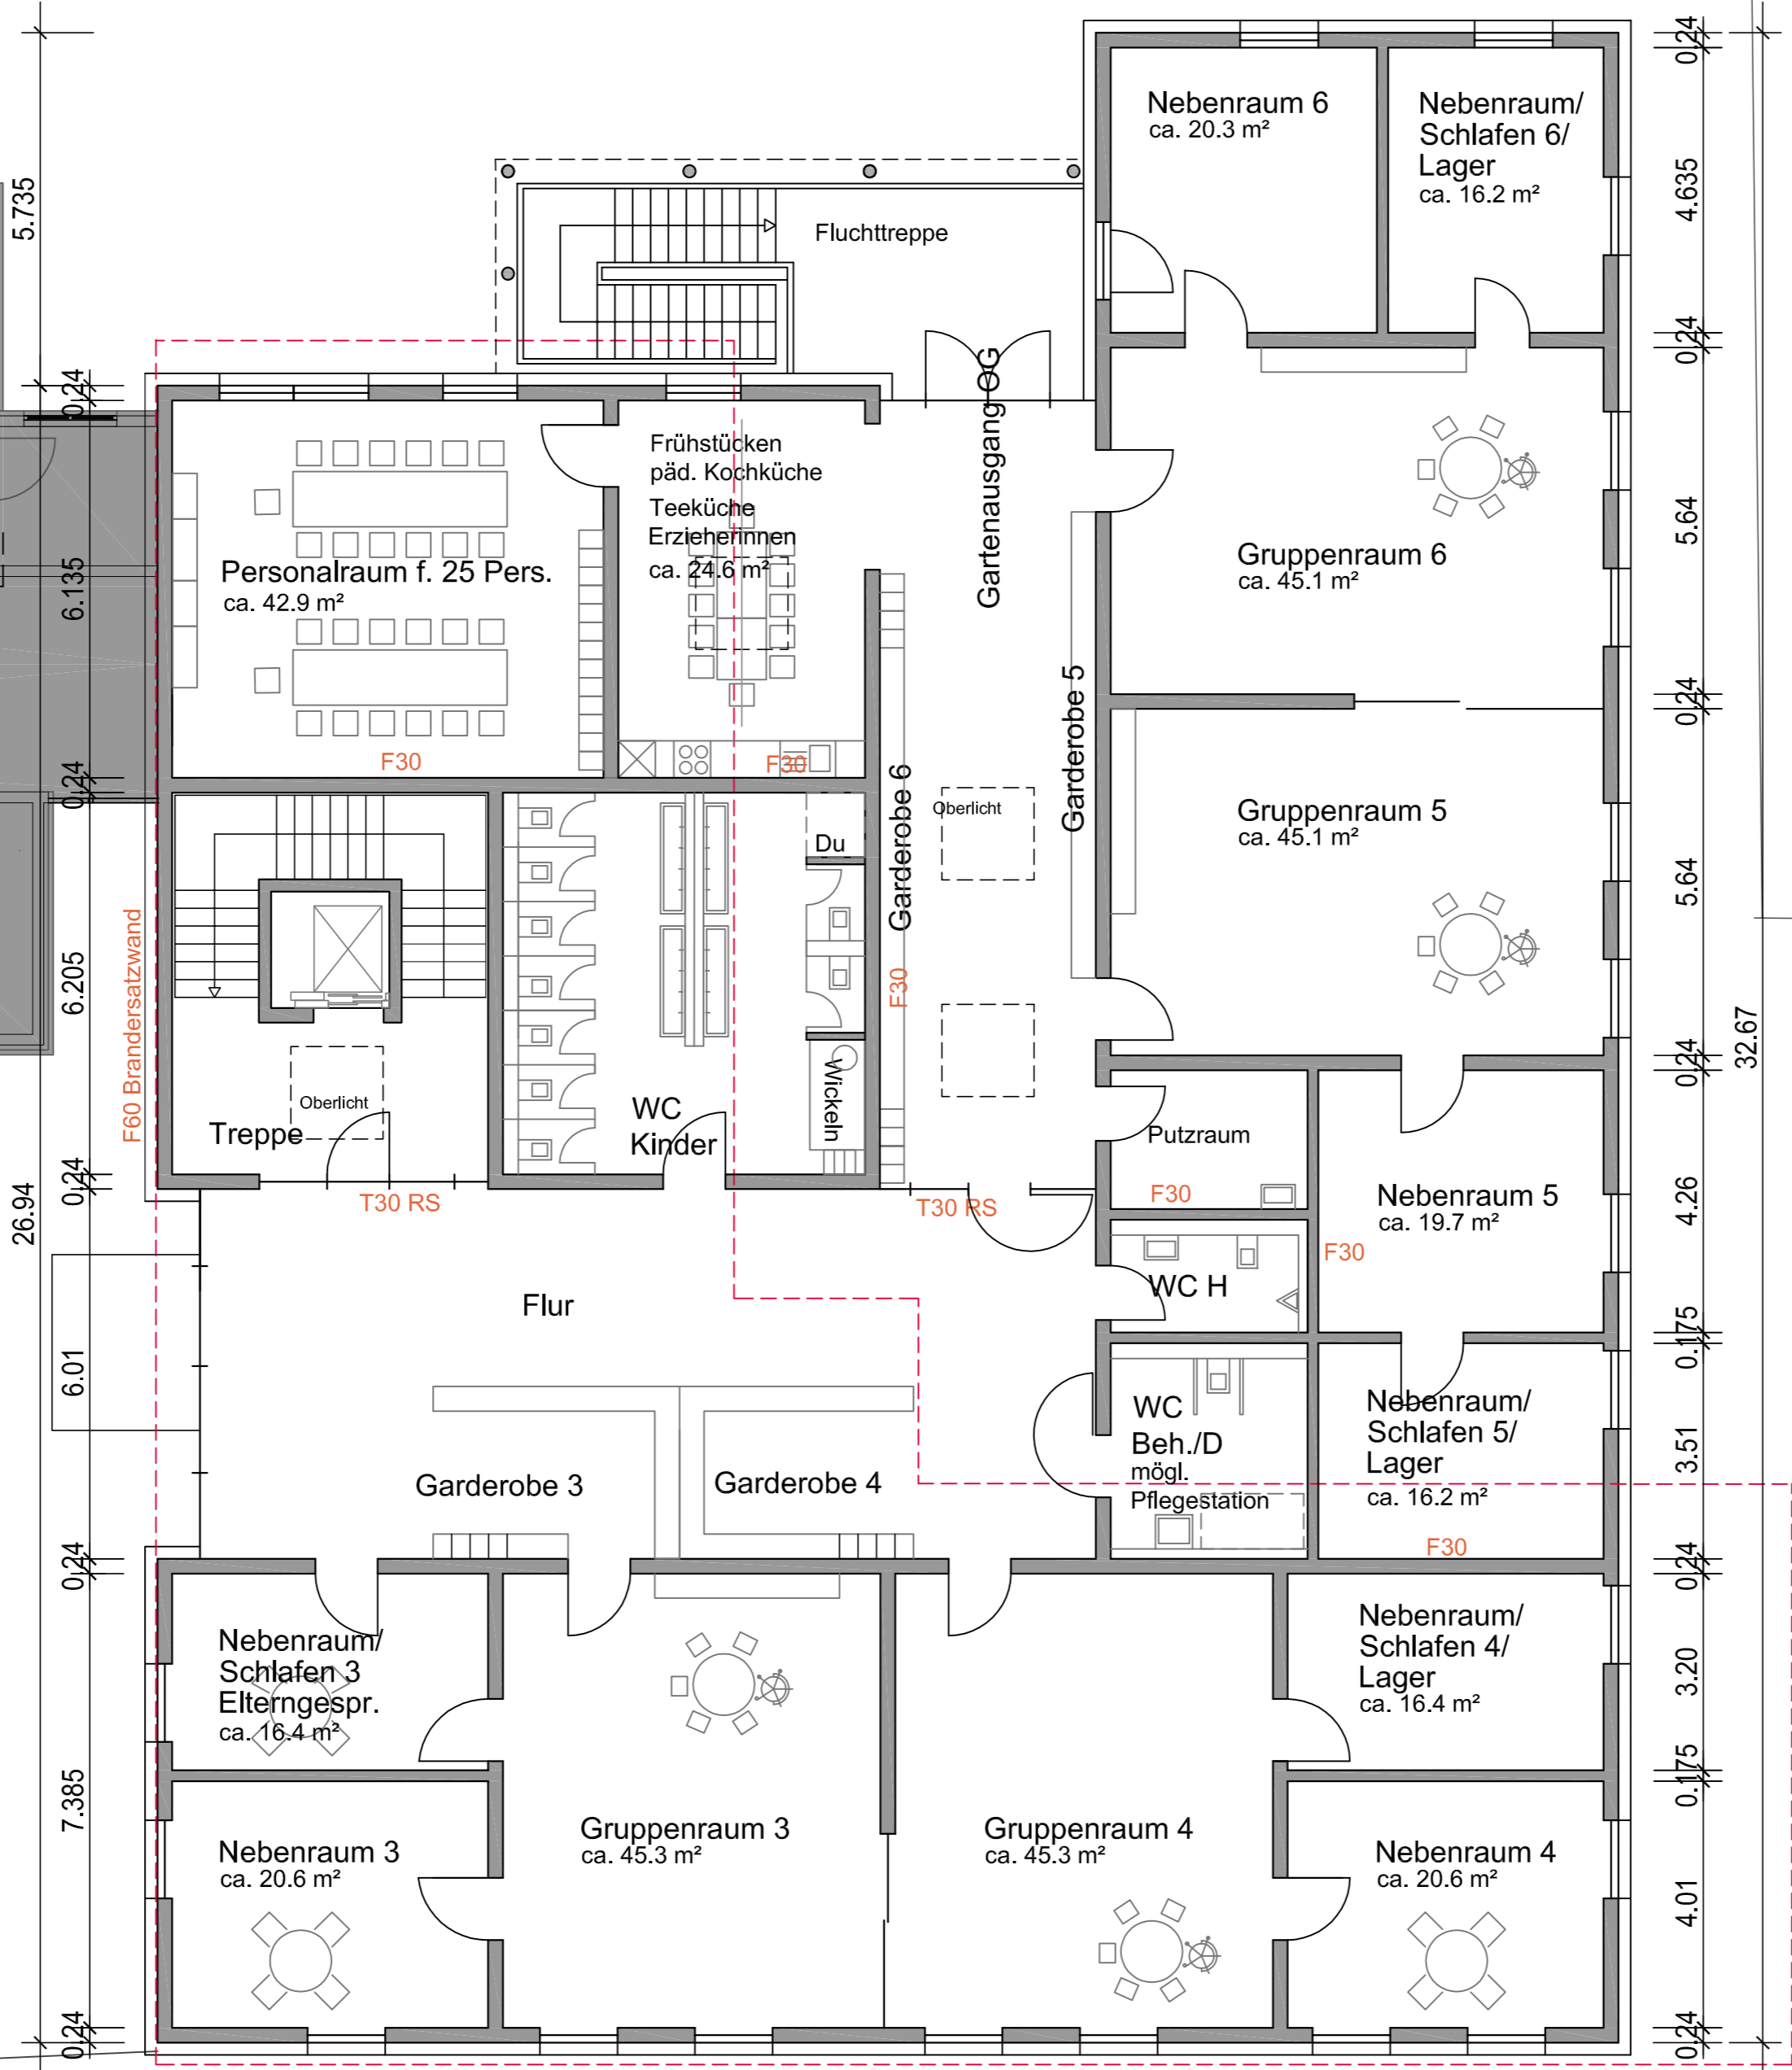 Nebenraum 6
ca. 20.3 m²
Nebenraum/
Schlafen 6/
Lager
ca. 16.2 m²
Fluchttreppe
Gartenausgang OG
Frühstücken
päd. Kochküche
Teeküche
Erzieherinnen
ca. 24.6 m²
Personalraum f. 25 Pers.
ca. 42.9 m²
F30
F30
Gruppenraum 6
ca. 45.1 m²
Garderobe 5
Garderobe 6
Oberlicht
Gruppenraum 5
ca. 45.1 m²
Du
F30
F60 Brandersatzwand
Oberlicht
Treppe
T30 RS
WC
Kinder
Wickeln
T30 RS
Putzraum
F30
Nebenraum 5
ca. 19.7 m²
F30
WC H
Flur
WC
Beh./D
mögl.
Pflegestation
Nebenraum/
Schlafen 5/
Lager
ca. 16.2 m²
F30
Garderobe 3
Garderobe 4
Nebenraum/
Schlafen 3
Elterngespr.
ca. 16.4 m²
Nebenraum/
Schlafen 4/
Lager
ca. 16.4 m²
Nebenraum 3
ca. 20.6 m²
Gruppenraum 3
ca. 45.3 m²
Gruppenraum 4
ca. 45.3 m²
Nebenraum 4
ca. 20.6 m²
5.735
26.94
0.24
6.135
0.24
6.205
0.24
6.01
0.24
7.385
0.24
0.24
4.635
0.24
5.64
0.24
5.64
0.24
4.26
0.175
3.51
0.24
3.20
0.175
4.01
0.24
32.67